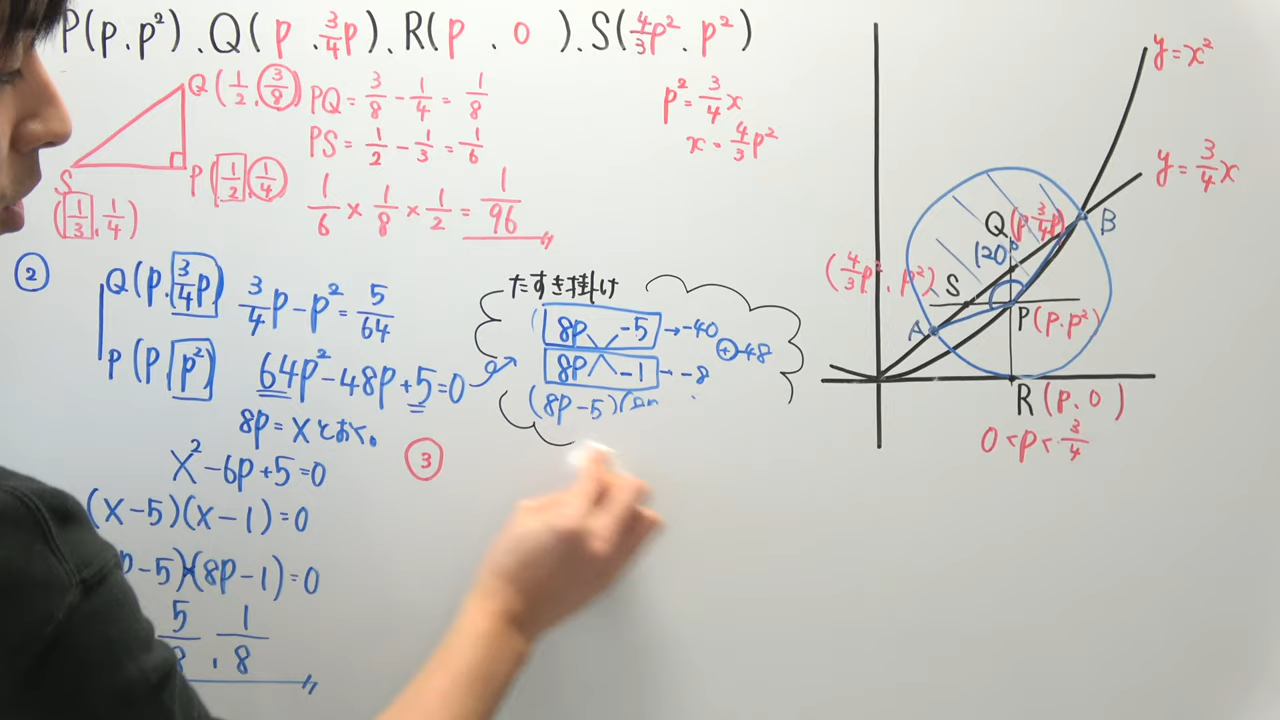 P(p.p²).Q(p.3/4p).R(p.0).S(4/3p².p²)
Q(1/2,3/8)
PQ=3/8-1/4=1/8
PS=1/2-1/3=1/6
S
P(1/2,1/4)
(1/3,1/4)
1/6×1/8×1/2=1/96
p²=3/4x
x=4/3p²
②
Q(p.3/4p)
P(p p²)
3/4p-p²=5/64
64p²-48p+5=0
8p=Xとおく。
X²-6p+5=0
(X-5)(X-1)=0
p-5)(8p-1)=0
5/8,1/8
たすき掛け
8p -5→-40
8p -1→-8
⊕-48
(8p-5)(
③
y=x²
y=3/4x
B
Q(p 3/4p)
120°
(4/3p².p²)
S
A
P(p.p²)
R(p.0)
0<p<3/4